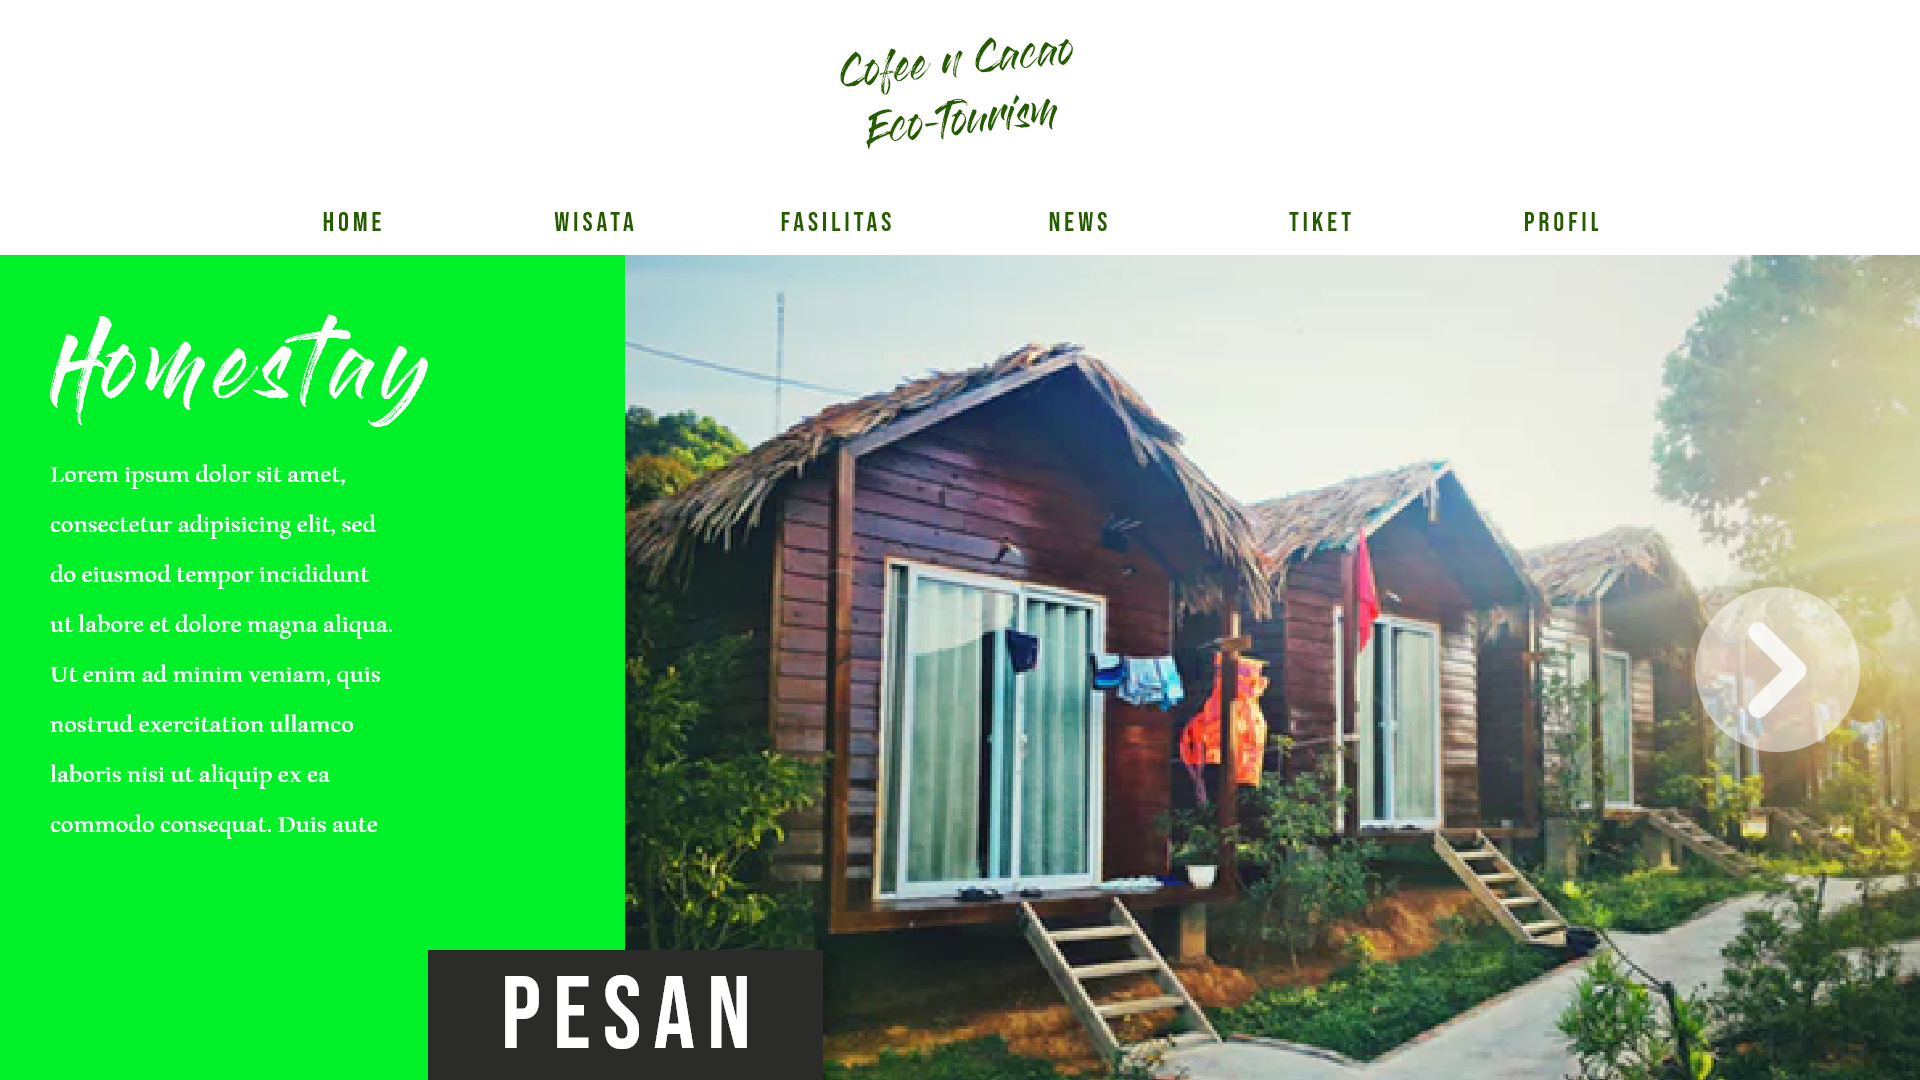 Cofee n Cacao
Eco-Tourism
HOME WISATA FASILITAS NEWS TIKET PROFIL
Homestay
Lorem ipsum dolor sit amet,
consectetur adipisicing elit, sed
do eiusmod tempor incididunt
ut labore et dolore magna aliqua.
Ut enim ad minim veniam, quis
nostrud exercitation ullamco
laboris nisi ut aliquip ex ea
commodo consequat. Duis aute
PESAN